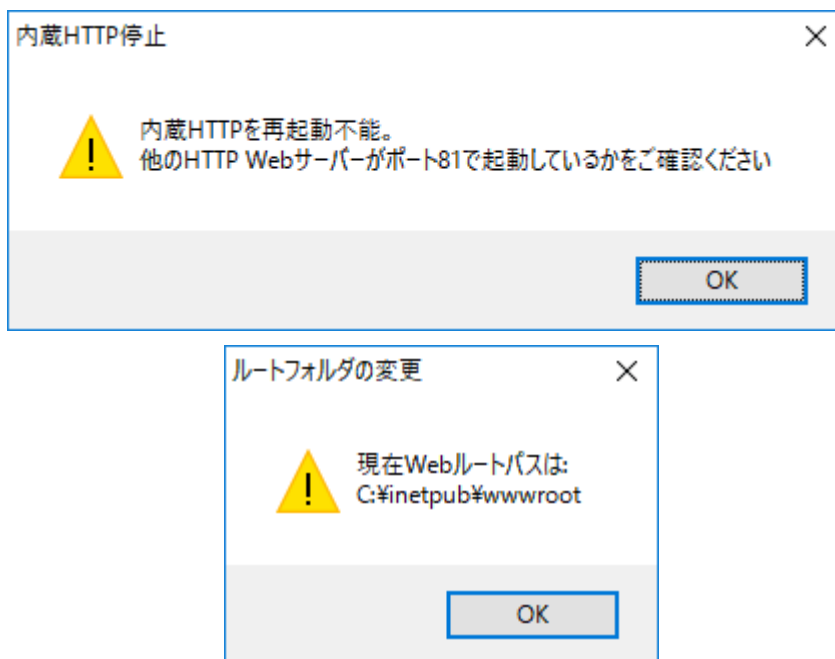 内蔵HTTP停止
内蔵HTTPを再起動不能。
他のHTTP Webサーバーがポート81で起動しているかをご確認ください
OK
ルートフォルダの変更
現在Webルートパスは:
C:¥inetpub¥wwwroot
OK